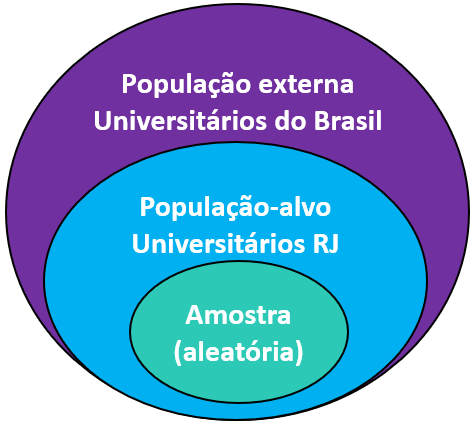 População externa
Universitários do Brasil
População-alvo
Universitários RJ
Amostra
(aleatória)